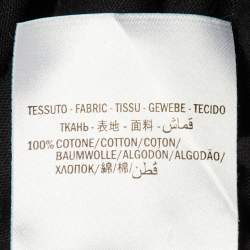 TESSUTO - FABRIC - TISSU - GEWEBE - TECIDO
ТКАНЬ - 表地 - 面料 - قماش
100% COTONE/COTTON/COTON/
BAUMWOLLE/ALGODON/ALGODÃO/
ХЛОПОК/綿/棉/قطن